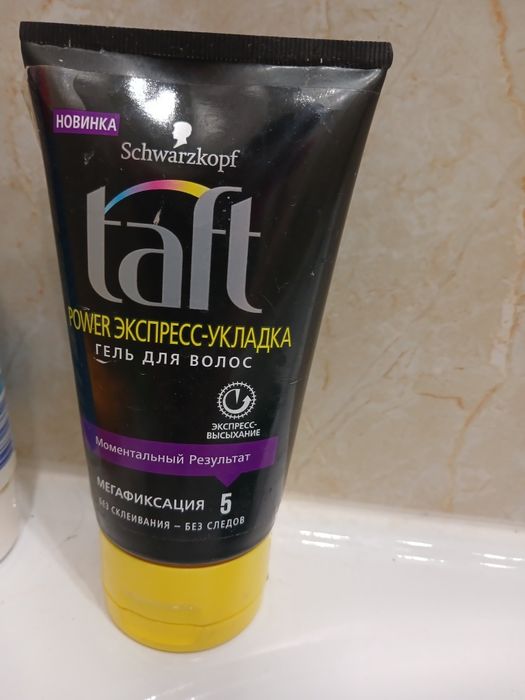 НОВИНКА
Schwarzkopf
taft
POWER ЭКСПРЕСС-УКЛАДКА
ГЕЛЬ ДЛЯ ВОЛОС
ЭКСПРЕСС-
ВЫСЫХАНИЕ
Моментальный Результат
МЕГАФИКСАЦИЯ 5
БЕЗ СКЛЕИВАНИЯ – БЕЗ СЛЕДОВ